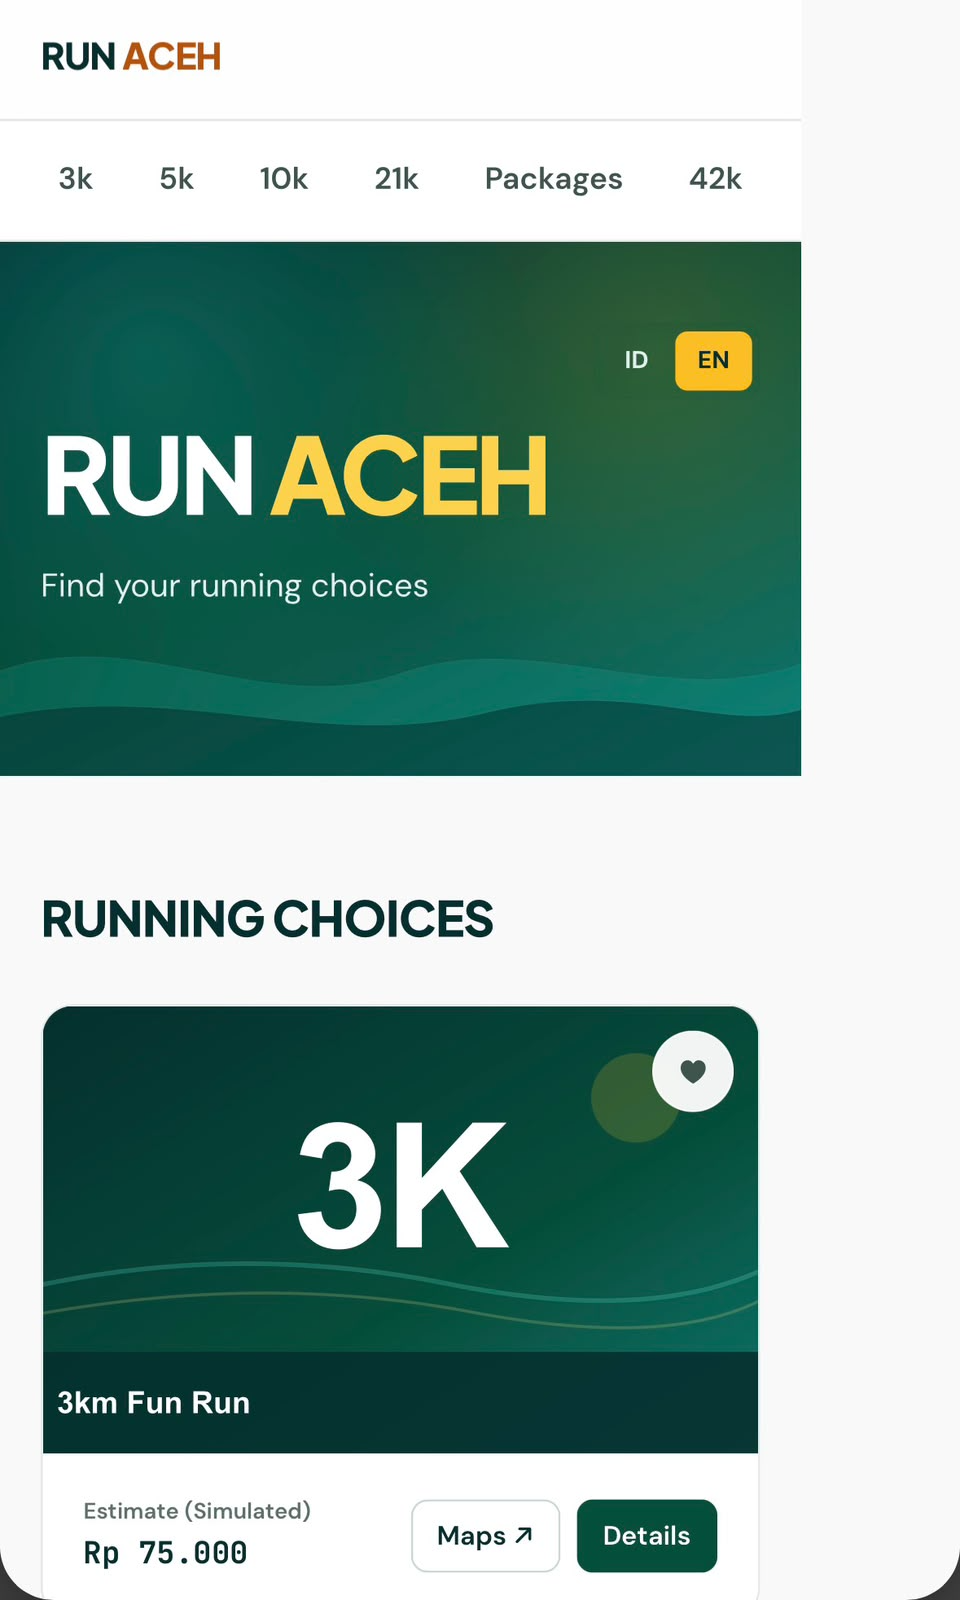 RUN ACEH
3k 5k 10k 21k Packages 42k
ID EN
RUN ACEH
Find your running choices
RUNNING CHOICES
3K
3km Fun Run
Estimate (Simulated)
Rp 75.000
Maps ↗ Details